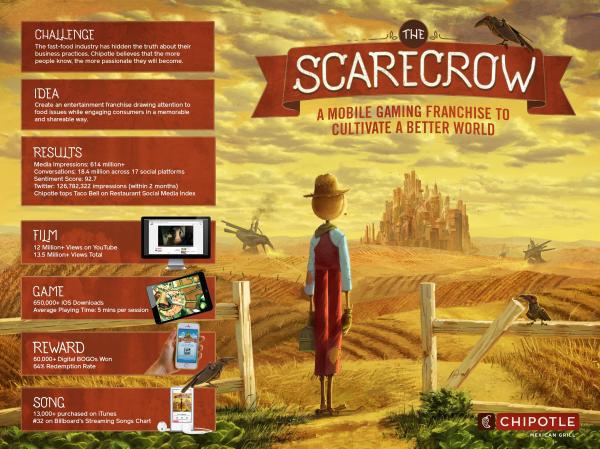 CHALLENGE
The fast-food industry has hidden the truth about their
business practices. Chipotle believes that the more
people know, the more passionate they will become.
IDEA
Create an entertainment franchise drawing attention to
food issues while engaging consumers in a memorable
and shareable way.
RESULTS
Media Impressions: 614 million+
Conversations: 18.4 million across 17 social platforms
Sentiment Score: 92.7
Twitter: 126,782,322 impressions (within 2 months)
Chipotle tops Taco Bell on Restaurant Social Media Index
FILM
12 Million+ Views on YouTube
13.5 Million+ Views Total
GAME
650,000+ iOS Downloads
Average Playing Time: 5 mins per session
REWARD
60,000+ Digital BOGOs Won
64% Redemption Rate
SONG
13,000+ purchased on iTunes
#32 on Billboard's Streaming Songs Chart
THE
SCARECROW
A MOBILE GAMING FRANCHISE TO
CULTIVATE A BETTER WORLD
CHIPOTLE
MEXICAN GRILL